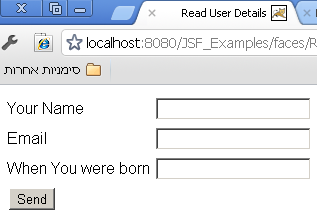 Read User Details
localhost:8080/JSF_Examples/faces/R
סימניות אחרות
Your Name
Email
When You were born
Send